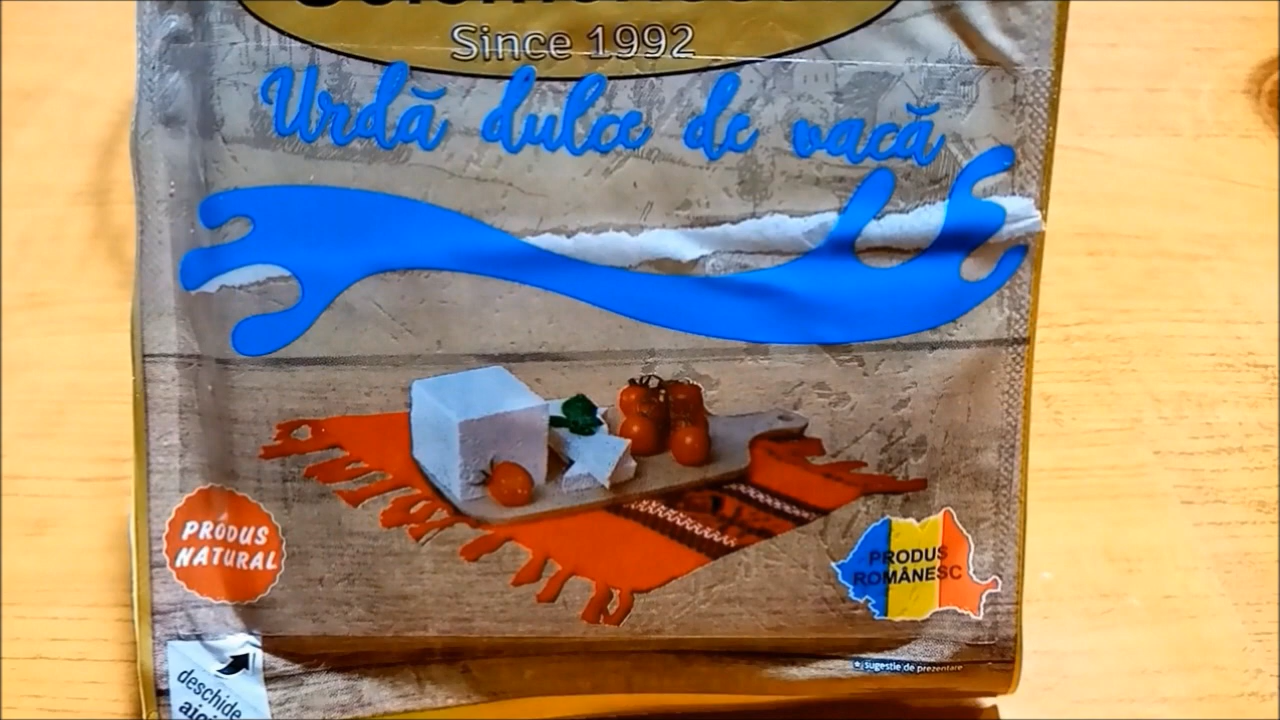 Since 1992
Urdă dulce de vacă
PRODUS
NATURAL
PRODUS
ROMÂNESC
* sugestie de prezentare
deschide